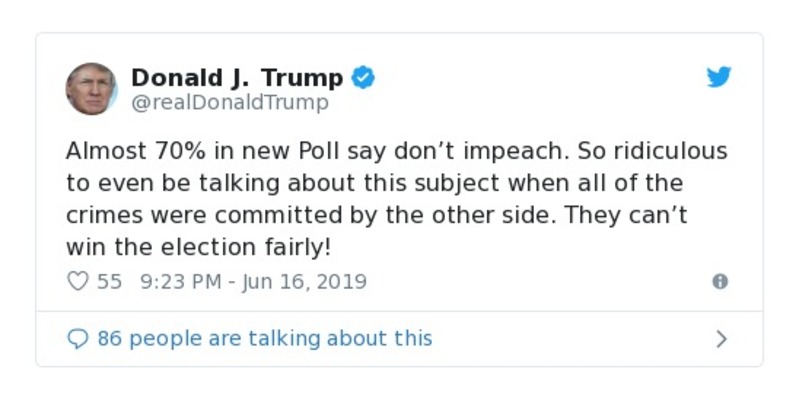 Donald J. Trump
@realDonaldTrump
Almost 70% in new Poll say don’t impeach. So ridiculous
to even be talking about this subject when all of the
crimes were committed by the other side. They can’t
win the election fairly!
55 9:23 PM - Jun 16, 2019
86 people are talking about this